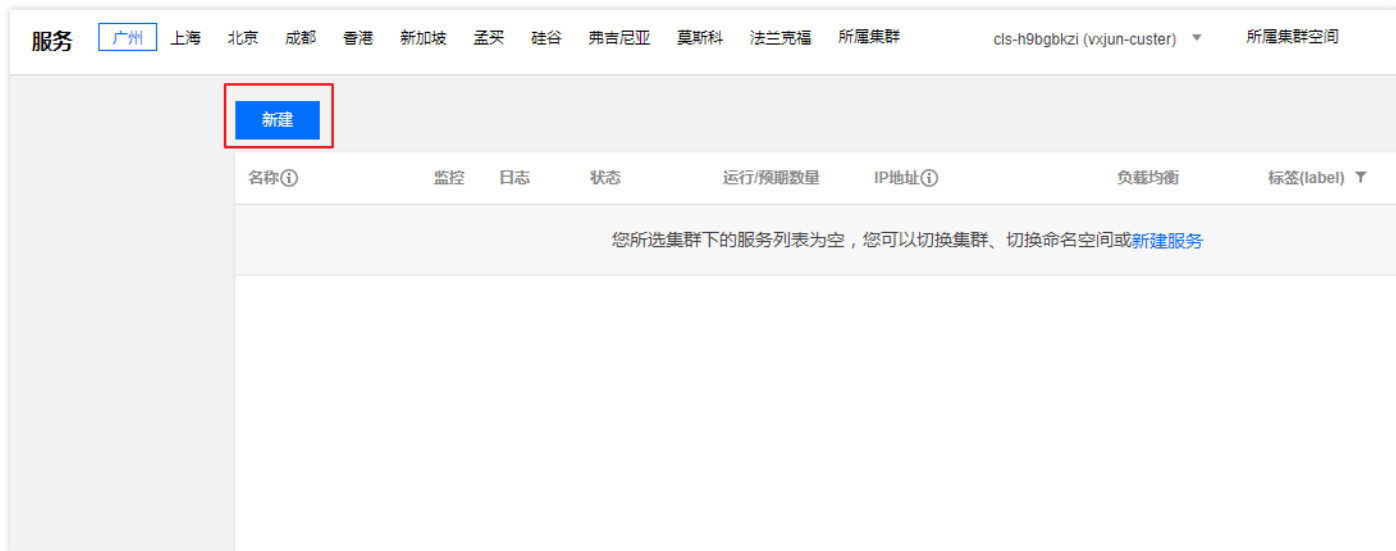 服务 广州 上海 北京 成都 香港 新加坡 孟买 硅谷 弗吉尼亚 莫斯科 法兰克福 所属集群 cls-h9bgbkzi (vxjun-custer) 所属集群空间
新建
名称 监控 日志 状态 运行/预期数量 IP地址 负载均衡 标签(label)
您所选集群下的服务列表为空，您可以切换集群、切换命名空间或新建服务